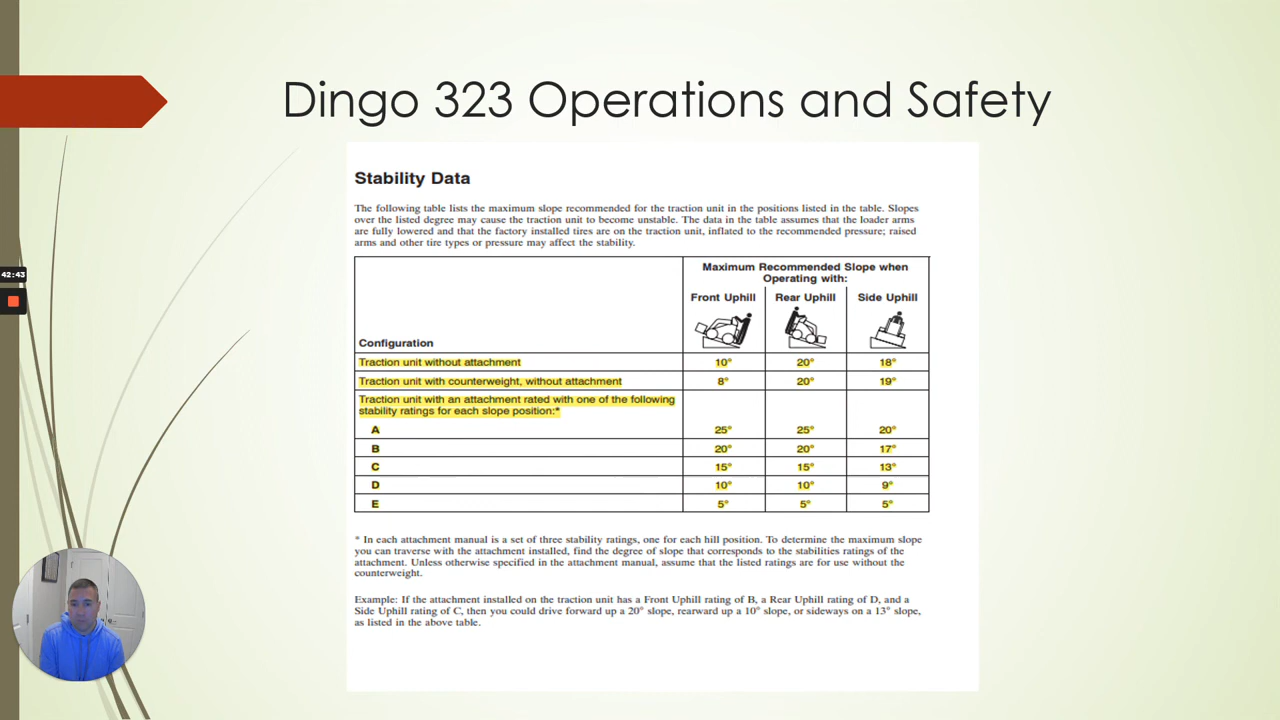 Dingo 323 Operations and Safety
Stability Data
The following table lists the maximum slope recommended for the traction unit in the positions listed in the table. Slopes
over the listed degree may cause the traction unit to become unstable. The data in the table assumes that the loader arms
are fully lowered and that the factory installed tires are on the traction unit, inflated to the recommended pressure; raised
arms and other tire types or pressure may affect the stability.
Maximum Recommended Slope when
Operating with:
Front Uphill Rear Uphill Side Uphill
Configuration
Traction unit without attachment 10° 20° 18°
Traction unit with counterweight, without attachment 8° 20° 19°
Traction unit with an attachment rated with one of the following
stability ratings for each slope position:*
A 25° 25° 20°
B 20° 20° 17°
C 15° 15° 13°
D 10° 10° 9°
E 5° 5° 5°
* In each attachment manual is a set of three stability ratings, one for each hill position. To determine the maximum slope
you can traverse with the attachment installed, find the degree of slope that corresponds to the stabilities ratings of the
attachment. Unless otherwise specified in the attachment manual, assume that the listed ratings are for use without the
counterweight.
Example: If the attachment installed on the traction unit has a Front Uphill rating of B, a Rear Uphill rating of D, and a
Side Uphill rating of C, then you could drive forward up a 20° slope, rearward up a 10° slope, or sideways on a 13° slope,
as listed in the above table.
42:43